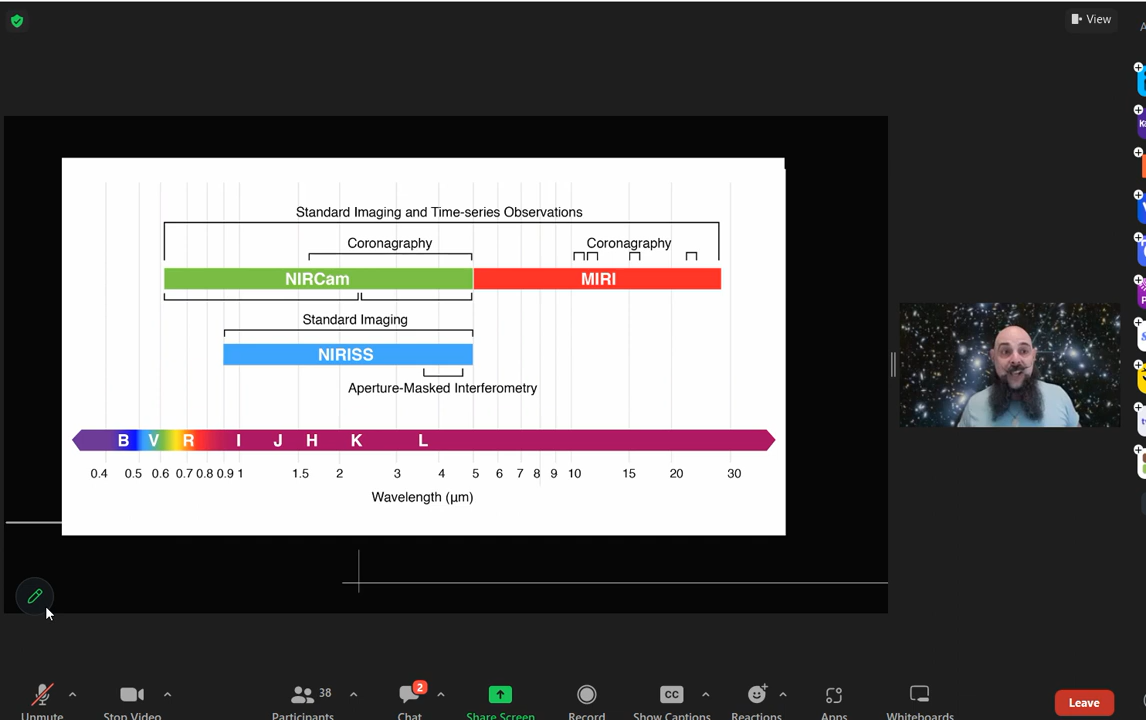 View
Standard Imaging and Time-series Observations
Coronagraphy Coronagraphy
NIRCam MIRI
Standard Imaging
NIRISS
Aperture-Masked Interferometry
B V R I J H K L
0.4 0.5 0.6 0.7 0.8 0.9 1 1.5 2 3 4 5 6 7 8 9 10 15 20 30
Wavelength (µm)
38 2 CC
Unmute Stop Video Participants Chat Share Screen Record Show Captions Reactions Apps Whiteboards Leave